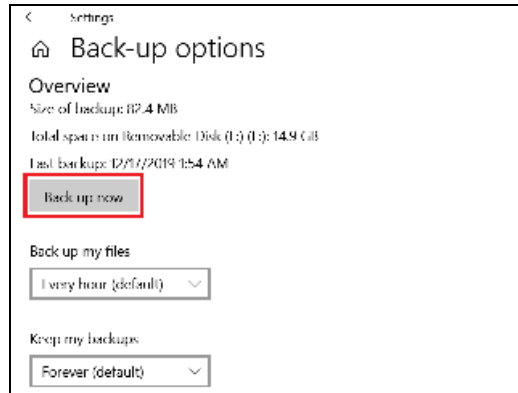 Settings
Back-up options
Overview
Size of backup: 82.4 MB
Total space on Removable Disk (E:) (E:): 14.9 GB
Last backup: 12/17/2019 1:54 AM
Back up now
Back up my files
Every hour (default)
Keep my backups
Forever (default)